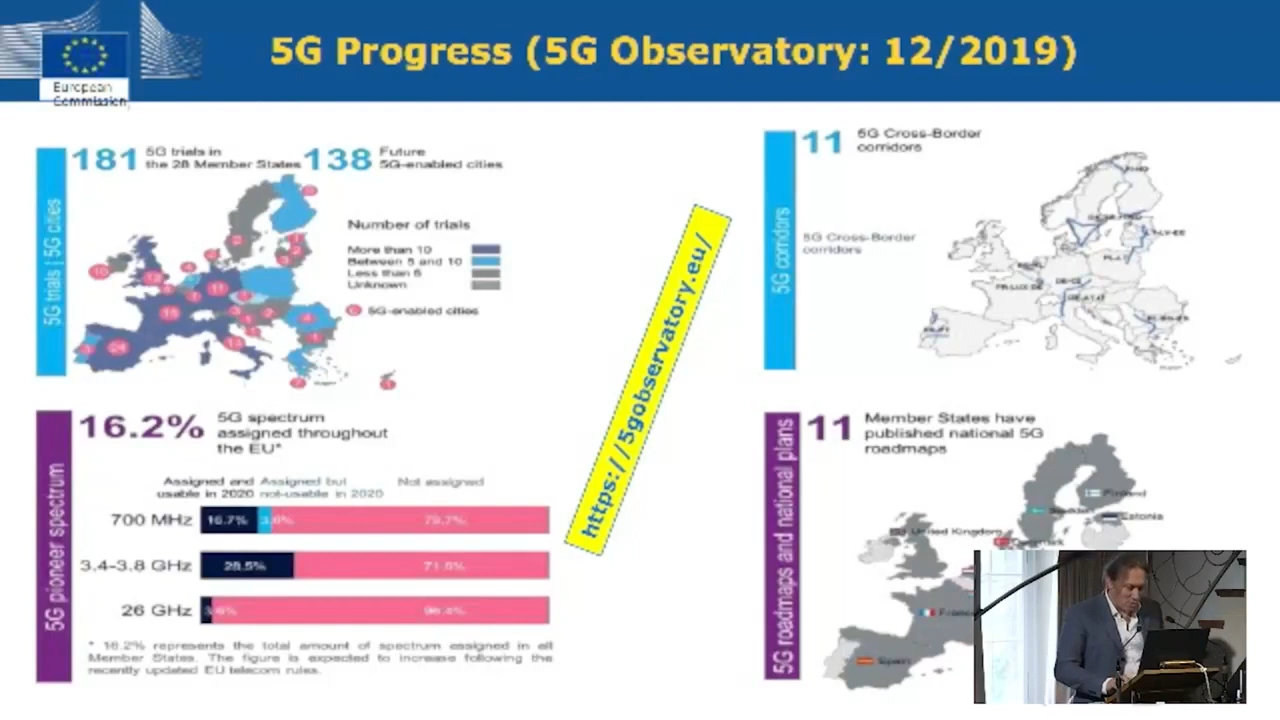 5G Progress (5G Observatory: 12/2019)
European
Commission
5G trials | 5G cities
181
5G trials in
the 28 Member States
138
Future
5G-enabled cities
Number of trials
More than 10
Between 5 and 10
Less than 5
Unknown
5G-enabled cities
https://5gobservatory.eu/
5G corridors
11
5G Cross-Border
corridors
5G Cross-Border
corridors
5G pioneer spectrum
16.2%
5G spectrum
assigned throughout
the EU*
Assigned and
usable in 2020
Assigned but
not-usable in 2020
Not assigned
700 MHz
16.7%
79.7%
3.4-3.8 GHz
28.5%
26 GHz
* 16.2% represents the total amount of spectrum assigned in all
Member States. The figure is expected to increase following the
recently updated EU telecom rules.
5G roadmaps and national plans
11
Member States have
published national 5G
roadmaps
Finland
Estonia
United Kingdom
France
Spain